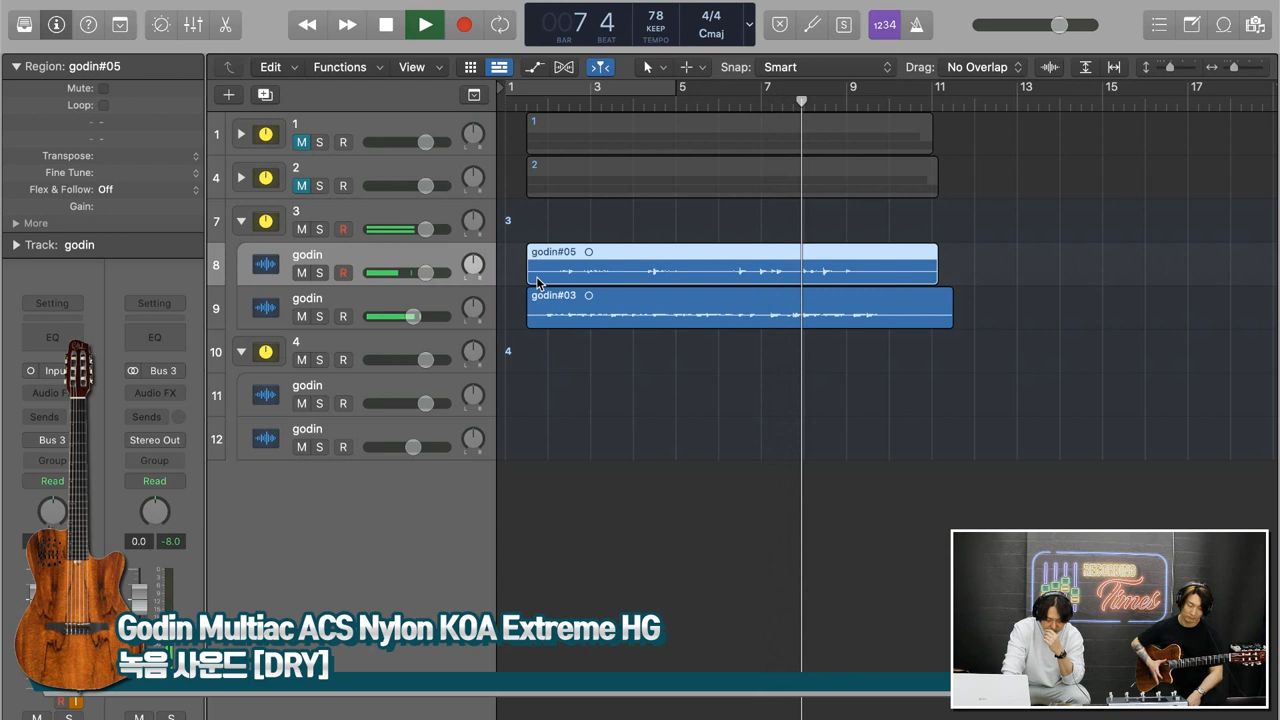 7 4
BAR BEAT
78
KEEP
TEMPO
4/4
Cmaj
S
1234
Region: godin#05
Mute:
Loop:
Transpose:
Fine Tune:
Flex & Follow: Off
Gain:
More
Track: godin
Edit Functions View
Snap: Smart
Drag: No Overlap
1 3 5 7 9 11 13 15 17
1 1
M S R
1
4 2
M S R
2
7 3
M S R
3
8 godin
M S R
godin#05
9 godin
M S R
godin#03
10 4
M S R
4
11 godin
M S R
12 godin
M S R
Setting Setting
EQ EQ
Bus 3
Audio FX
Sends Sends
Bus 3 Stereo Out
Group Group
Read Read
0.0 -8.0
Godin Multiac ACS Nylon KOA Extreme HG
녹음 사운드 [DRY]
R I
M S M S
RECORDING
Times